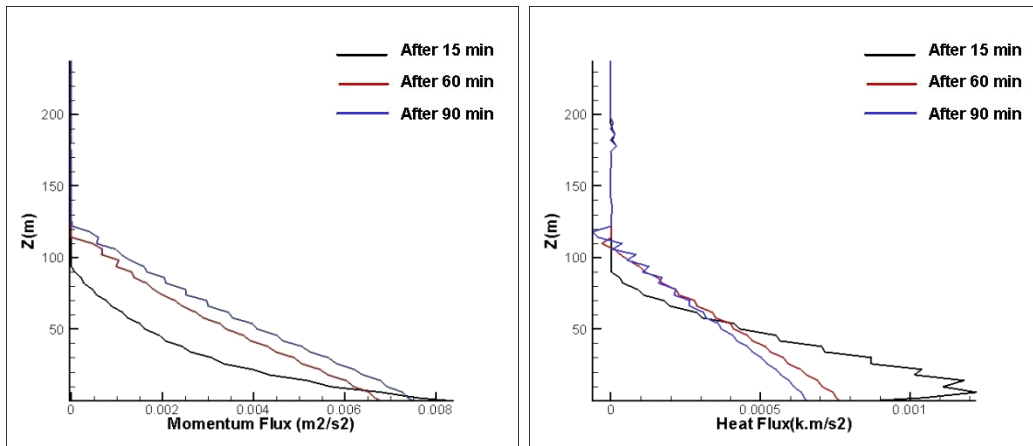 After 15 min
After 60 min
After 90 min
200
150
100
50
Z(m)
0
0.002
0.004
0.006
0.008
Momentum Flux (m2/s2)
After 15 min
After 60 min
After 90 min
200
150
100
50
Z(m)
0
0.0005
0.001
Heat Flux(k.m/s2)